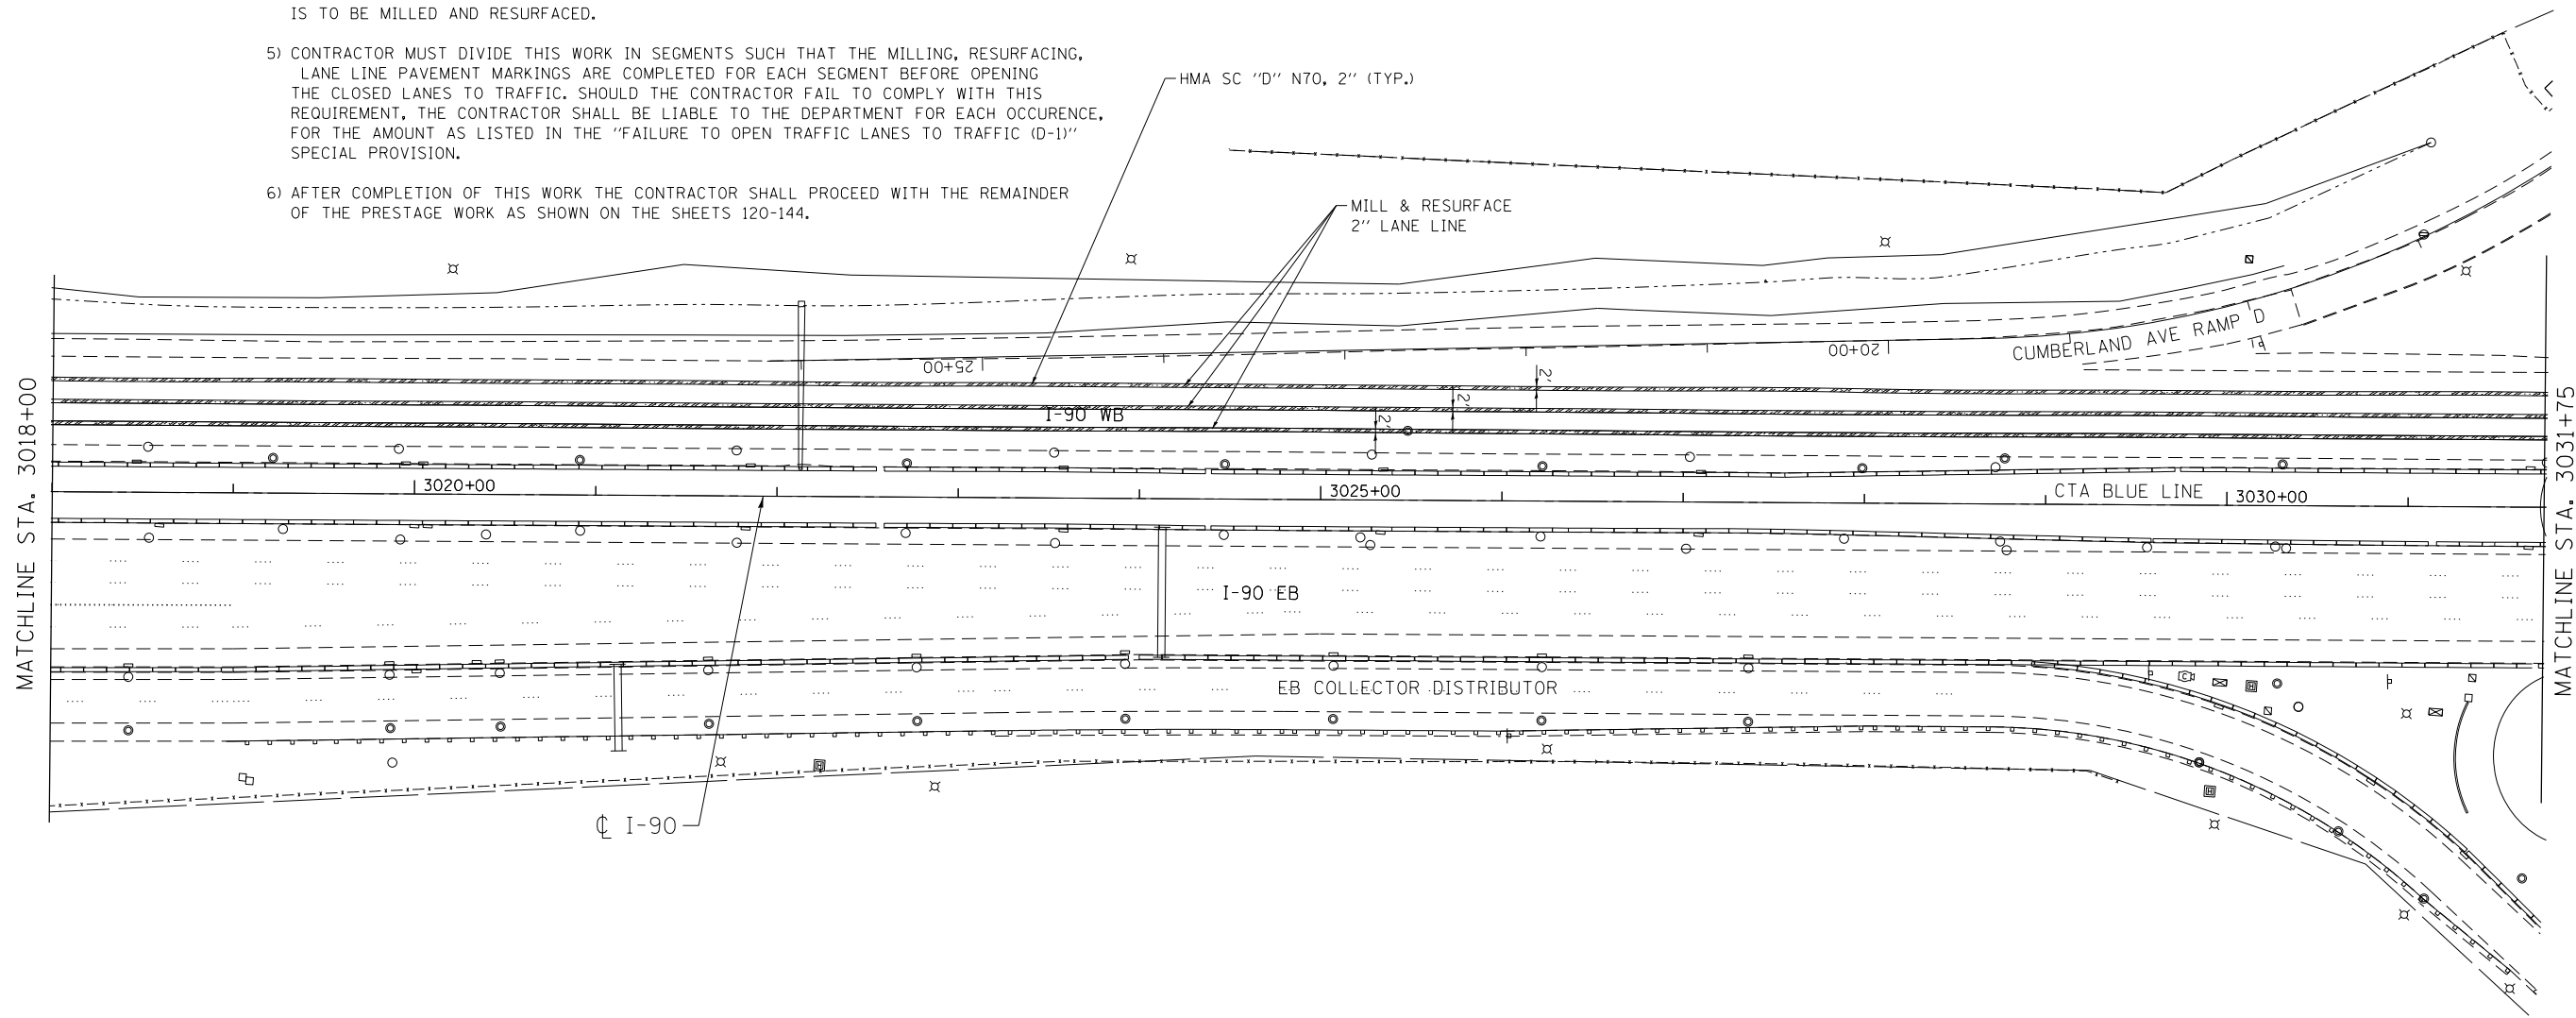 IS TO BE MILLED AND RESURFACED.
5) CONTRACTOR MUST DIVIDE THIS WORK IN SEGMENTS SUCH THAT THE MILLING, RESURFACING,
LANE LINE PAVEMENT MARKINGS ARE COMPLETED FOR EACH SEGMENT BEFORE OPENING
THE CLOSED LANES TO TRAFFIC. SHOULD THE CONTRACTOR FAIL TO COMPLY WITH THIS
REQUIREMENT, THE CONTRACTOR SHALL BE LIABLE TO THE DEPARTMENT FOR EACH OCCURENCE,
FOR THE AMOUNT AS LISTED IN THE "FAILURE TO OPEN TRAFFIC LANES TO TRAFFIC (D-1)"
SPECIAL PROVISION.
6) AFTER COMPLETION OF THIS WORK THE CONTRACTOR SHALL PROCEED WITH THE REMAINDER
OF THE PRESTAGE WORK AS SHOWN ON THE SHEETS 120-144.
HMA SC "D" N70, 2" (TYP.)
MILL & RESURFACE
2" LANE LINE
CUMBERLAND AVE RAMP D
25+00
20+00
2'
2'
2'
I-90 WB
MATCHLINE STA. 3018+00
MATCHLINE STA. 3031+75
3020+00
3025+00
CTA BLUE LINE
3030+00
I-90 EB
EB COLLECTOR DISTRIBUTOR
℄ I-90